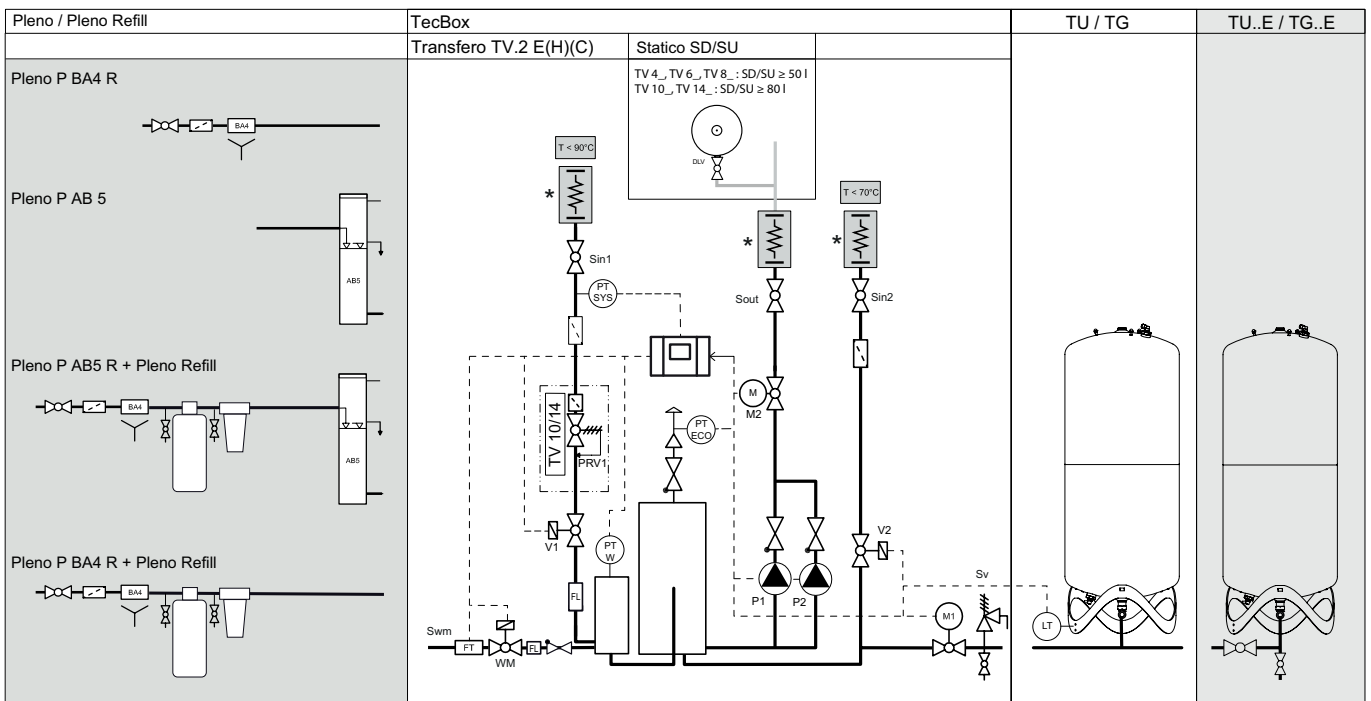 Pleno / Pleno Refill
TecBox
TU / TG
TU..E / TG..E
Transfero TV.2 E(H)(C)
Statico SD/SU
Pleno P BA4 R
BA4
Pleno P AB 5
AB5
Pleno P AB5 R + Pleno Refill
BA4
AB5
Pleno P BA4 R + Pleno Refill
BA4
TV 4_, TV 6_, TV 8_ : SD/SU ≥ 50 l
TV 10_, TV 14_ : SD/SU ≥ 80 l
DLV
T < 90°C
*
Sin1
PT
SYS
*
Sout
T < 70°C
*
Sin2
M
M2
TV 10/14
PRV1
PT
ECO
V1
PT
W
FL
V2
P1
P2
Swm
FT
WM
FL
Sv
M1
LT